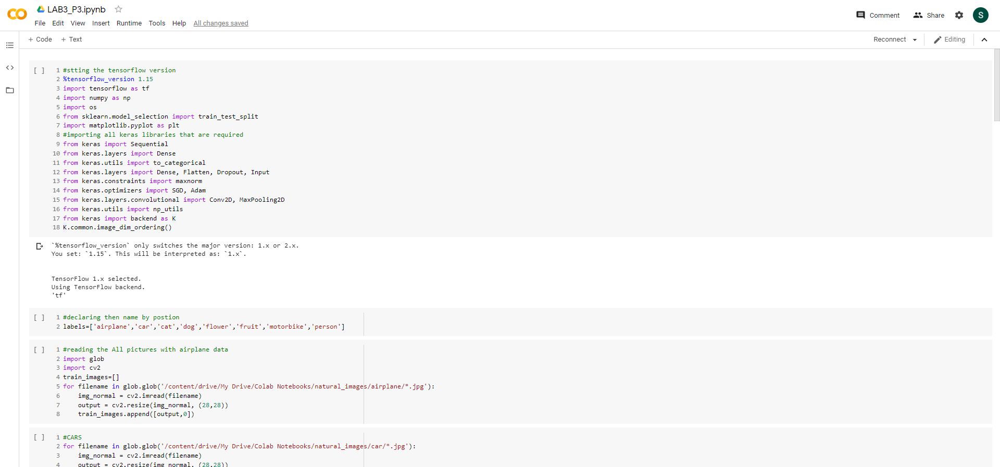 LAB3_P3.ipynb
File Edit View Insert Runtime Tools Help All changes saved
Comment Share S
+ Code + Text
Reconnect Editing
[ ] 1 #stting the tensorflow version
2 %tensorflow_version 1.15
3 import tensorflow as tf
4 import numpy as np
5 import os
6 from sklearn.model_selection import train_test_split
7 import matplotlib.pyplot as plt
8 #importing all keras libraries that are required
9 from keras import Sequential
10 from keras.layers import Dense
11 from keras.utils import to_categorical
12 from keras.layers import Dense, Flatten, Dropout, Input
13 from keras.constraints import maxnorm
14 from keras.optimizers import SGD, Adam
15 from keras.layers.convolutional import Conv2D, MaxPooling2D
16 from keras.utils import np_utils
17 from keras import backend as K
18 K.common.image_dim_ordering()
`%tensorflow_version` only switches the major version: 1.x or 2.x.
You set: `1.15`. This will be interpreted as: `1.x`.
TensorFlow 1.x selected.
Using TensorFlow backend.
'tf'
[ ] 1 #declaring then name by postion
2 labels=['airplane','car','cat','dog','flower','fruit','motorbike','person']
[ ] 1 #reading the All pictures with airplane data
2 import glob
3 import cv2
4 train_images=[]
5 for filename in glob.glob('/content/drive/My Drive/Colab Notebooks/natural_images/airplane/*.jpg'):
6     img_normal = cv2.imread(filename)
7     output = cv2.resize(img_normal, (28,28))
8     train_images.append([output,0])
[ ] 1 #CARS
2 for filename in glob.glob('/content/drive/My Drive/Colab Notebooks/natural_images/car/*.jpg'):
3     img_normal = cv2.imread(filename)
4     output = cv2.resize(img_normal, (28,28))